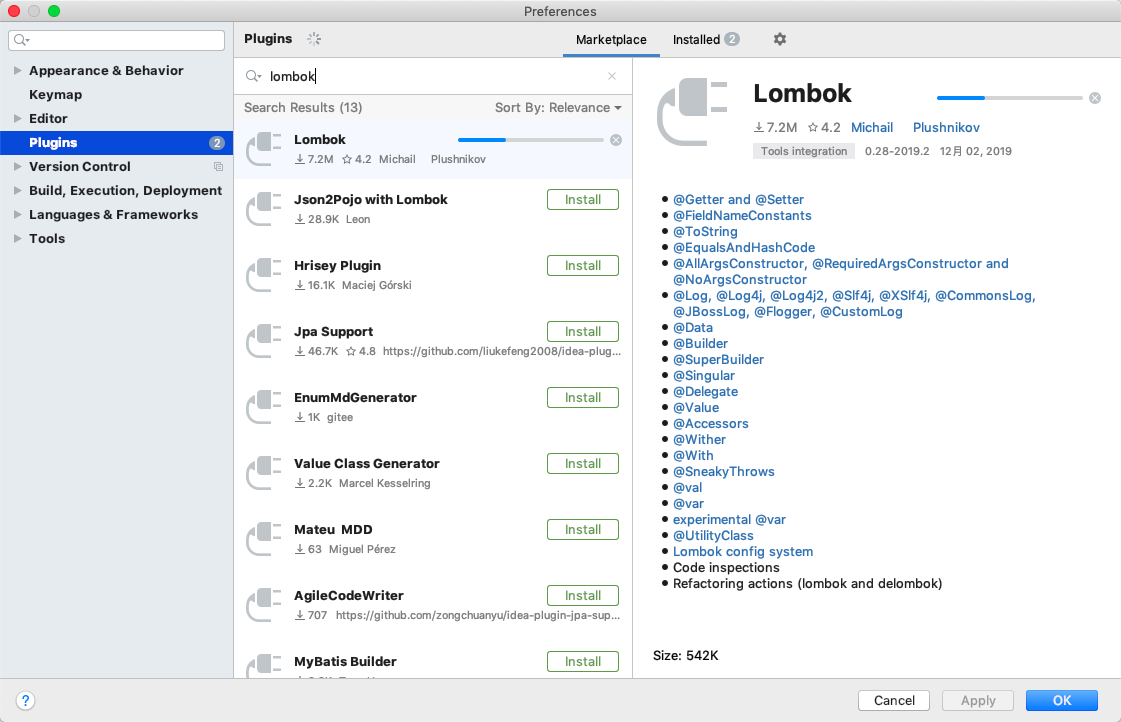 Preferences
Plugins
Marketplace
Installed 2
Appearance & Behavior
Keymap
Editor
Plugins 2
Version Control
Build, Execution, Deployment
Languages & Frameworks
Tools
lombok
Search Results (13)
Sort By: Relevance
Lombok
7.2M 4.2 Michail Plushnikov
Json2Pojo with Lombok
Install
28.9K Leon
Hrisey Plugin
Install
16.1K Maciej Górski
Jpa Support
Install
46.7K 4.8 https://github.com/liukefeng2008/idea-plug...
EnumMdGenerator
Install
1K gitee
Value Class Generator
Install
2.2K Marcel Kesselring
Mateu MDD
Install
63 Miguel Pérez
AgileCodeWriter
Install
707 https://github.com/zongchuanyu/idea-plugin-jpa-sup...
MyBatis Builder
Install
Lombok
7.2M 4.2 Michail Plushnikov
Tools integration 0.28-2019.2 12月 02, 2019
@Getter and @Setter
@FieldNameConstants
@ToString
@EqualsAndHashCode
@AllArgsConstructor, @RequiredArgsConstructor and
@NoArgsConstructor
@Log, @Log4j, @Log4j2, @Slf4j, @XSlf4j, @CommonsLog,
@JBossLog, @Flogger, @CustomLog
@Data
@Builder
@SuperBuilder
@Singular
@Delegate
@Value
@Accessors
@Wither
@With
@SneakyThrows
@val
@var
experimental @var
@UtilityClass
Lombok config system
Code inspections
Refactoring actions (lombok and delombok)
Size: 542K
?
Cancel
Apply
OK